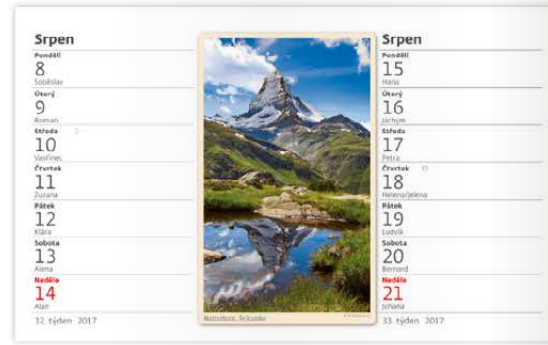 Srpen
Pondělí
8
Soběslav
Úterý
9
Roman
Středa
10
Vavřinec
Čtvrtek
11
Zuzana
Pátek
12
Klára
Sobota
13
Alena
Neděle
14
Alan
32. týden 2017
Srpen
Pondělí
15
Hana
Úterý
16
Jáchym
Středa
17
Petra
Čtvrtek
18
Helena/Jelena
Pátek
19
Ludvík
Sobota
20
Bernard
Neděle
21
Johana
33. týden 2017